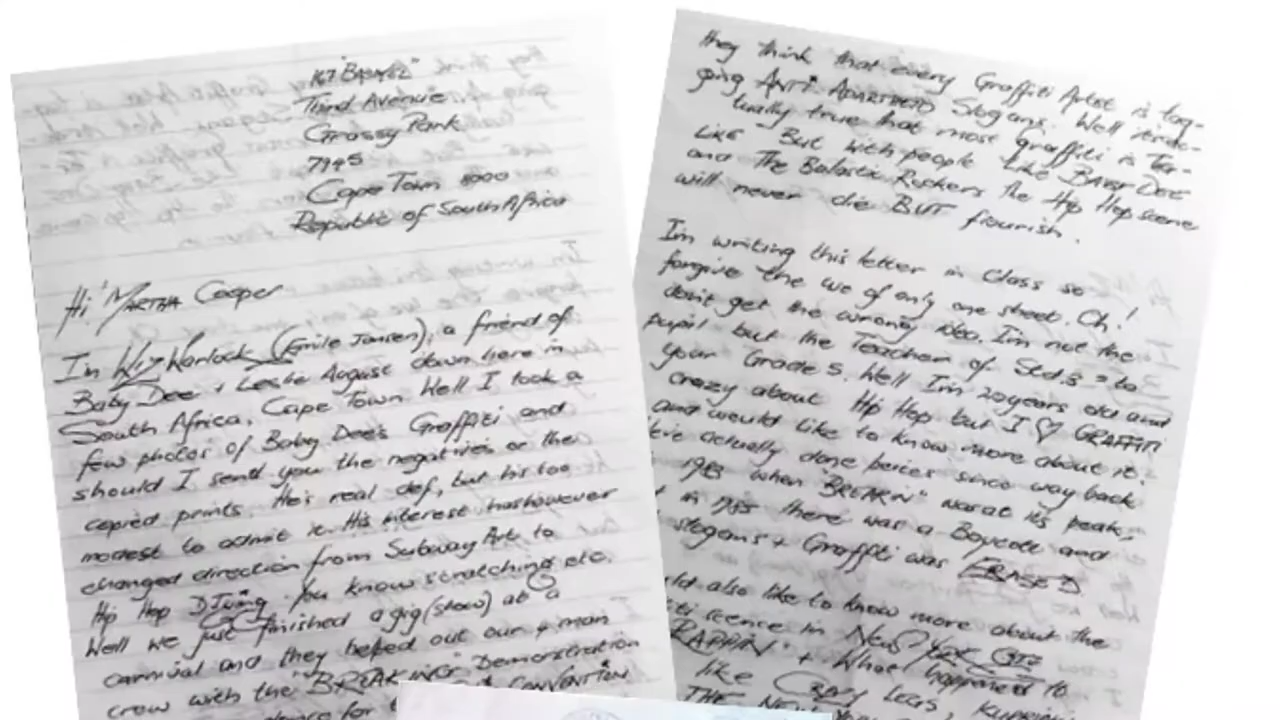 167 "
Third Avenue
Grassy Park
7945
Cape Town 8000
Republic of South Africa
Hi! MARTHA Cooper
I'm Wiz Warlock (Emile Jansen), a friend of
Baby Dee + Leslie August down here in
South Africa, Cape Town. Well I took a
few photos of Baby Dee's Graffiti and
should I send you the negatives or the
copied prints. He's real def, but his too
modest to admit it. His interest has however
changed direction from Subway Art to
Hip Hop DJing. You know scratching etc.
Well we just finished a gig (show) at a
carnival and they helped out our 4 man
crew with the "BREAKING" Demonstration
CONVENTION
they think that every Graffiti Artist is tag-
ging ANTI APARTHEID Slogans. Well
tually true that most graffiti is
like But with people like BABY DEE
and The Balastic Rockers the Hip Hop scene
will never die BUT flourish.
I'm writing this letter in class so
forgive the use of only one sheet. Oh!
don't get the wrong idea. I'm not the
pupil but the Teacher of Std.3 = to
your Grade 5. Well I'm 20 years old and
crazy about Hip Hop but I ♡ GRAFFITI
and would like to know more about it.
I've actually done pieces since way back
1983 when "BREAKIN" was at its peak,
in 1985 there was a Boycott and
slogans + Graffiti was ERASED
also like to know more about the
scence in NEW YORK CITY
RAPPIN" + What happened to
like CRAZY LEGS,
THE NEW